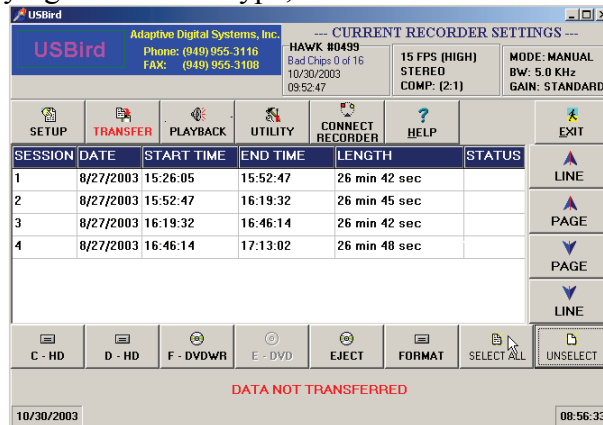 USBird
USBird
Adaptive Digital Systems, Inc.
Phone: (949) 955-3116
FAX: (949) 955-3108
--- CURRENT RECORDER SETTINGS ---
HAWK #0499
Bad Chips 0 of 16
10/30/2003
09:52:47
15 FPS (HIGH)
STEREO
COMP: (2:1)
MODE: MANUAL
BW: 5.0 KHz
GAIN: STANDARD
SETUP TRANSFER PLAYBACK UTILITY CONNECT RECORDER HELP EXIT
SESSION DATE START TIME END TIME LENGTH STATUS
1 8/27/2003 15:26:05 15:52:47 26 min 42 sec
2 8/27/2003 15:52:47 16:19:32 26 min 45 sec
3 8/27/2003 16:19:32 16:46:14 26 min 42 sec
4 8/27/2003 16:46:14 17:13:02 26 min 48 sec
LINE
PAGE
PAGE
LINE
C - HD D - HD F - DVDWR E - DVD EJECT FORMAT SELECT ALL UNSELECT
DATA NOT TRANSFERRED
10/30/2003 08:56:33